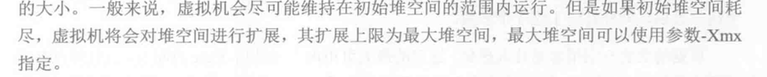 的大小。一般来说，虚拟机会尽可能维持在初始堆空间的范围内运行。但是如果初始堆空间耗
尽，虚拟机将会对堆空间进行扩展，其扩展上限为最大堆空间，最大堆空间可以使用参数-Xmx
指定。